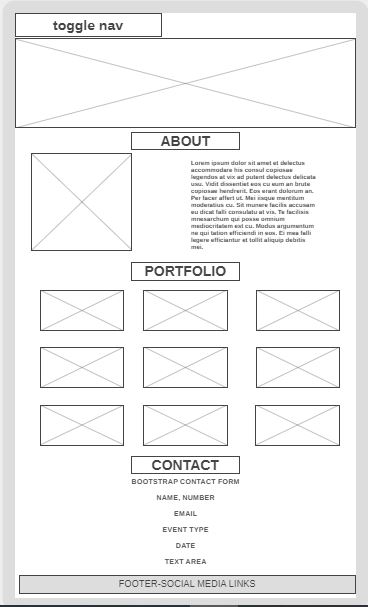 toggle nav
ABOUT
Lorem ipsum dolor sit amet et delectus
accommodare his consul copiosae
legendos at vix ad putent delectus delicata
usu. Vidit dissentiet eos cu eum an brute
copiosae hendrerit. Eos erant dolorum an.
Per facer affert ut. Mei iisque mentitum
moderatius cu. Sit munere facilis accusam
eu dicat falli consulatu at vis. Te facilisis
mnesarchum qui posse omnium
mediocritatem est cu. Modus argumentum
ne qui tation efficiendi in eos. Ei mea falli
legere efficiantur et tollit aliquip debitis
mei.
PORTFOLIO
CONTACT
BOOTSTRAP CONTACT FORM
NAME, NUMBER
EMAIL
EVENT TYPE
DATE
TEXT AREA
FOOTER-SOCIAL MEDIA LINKS